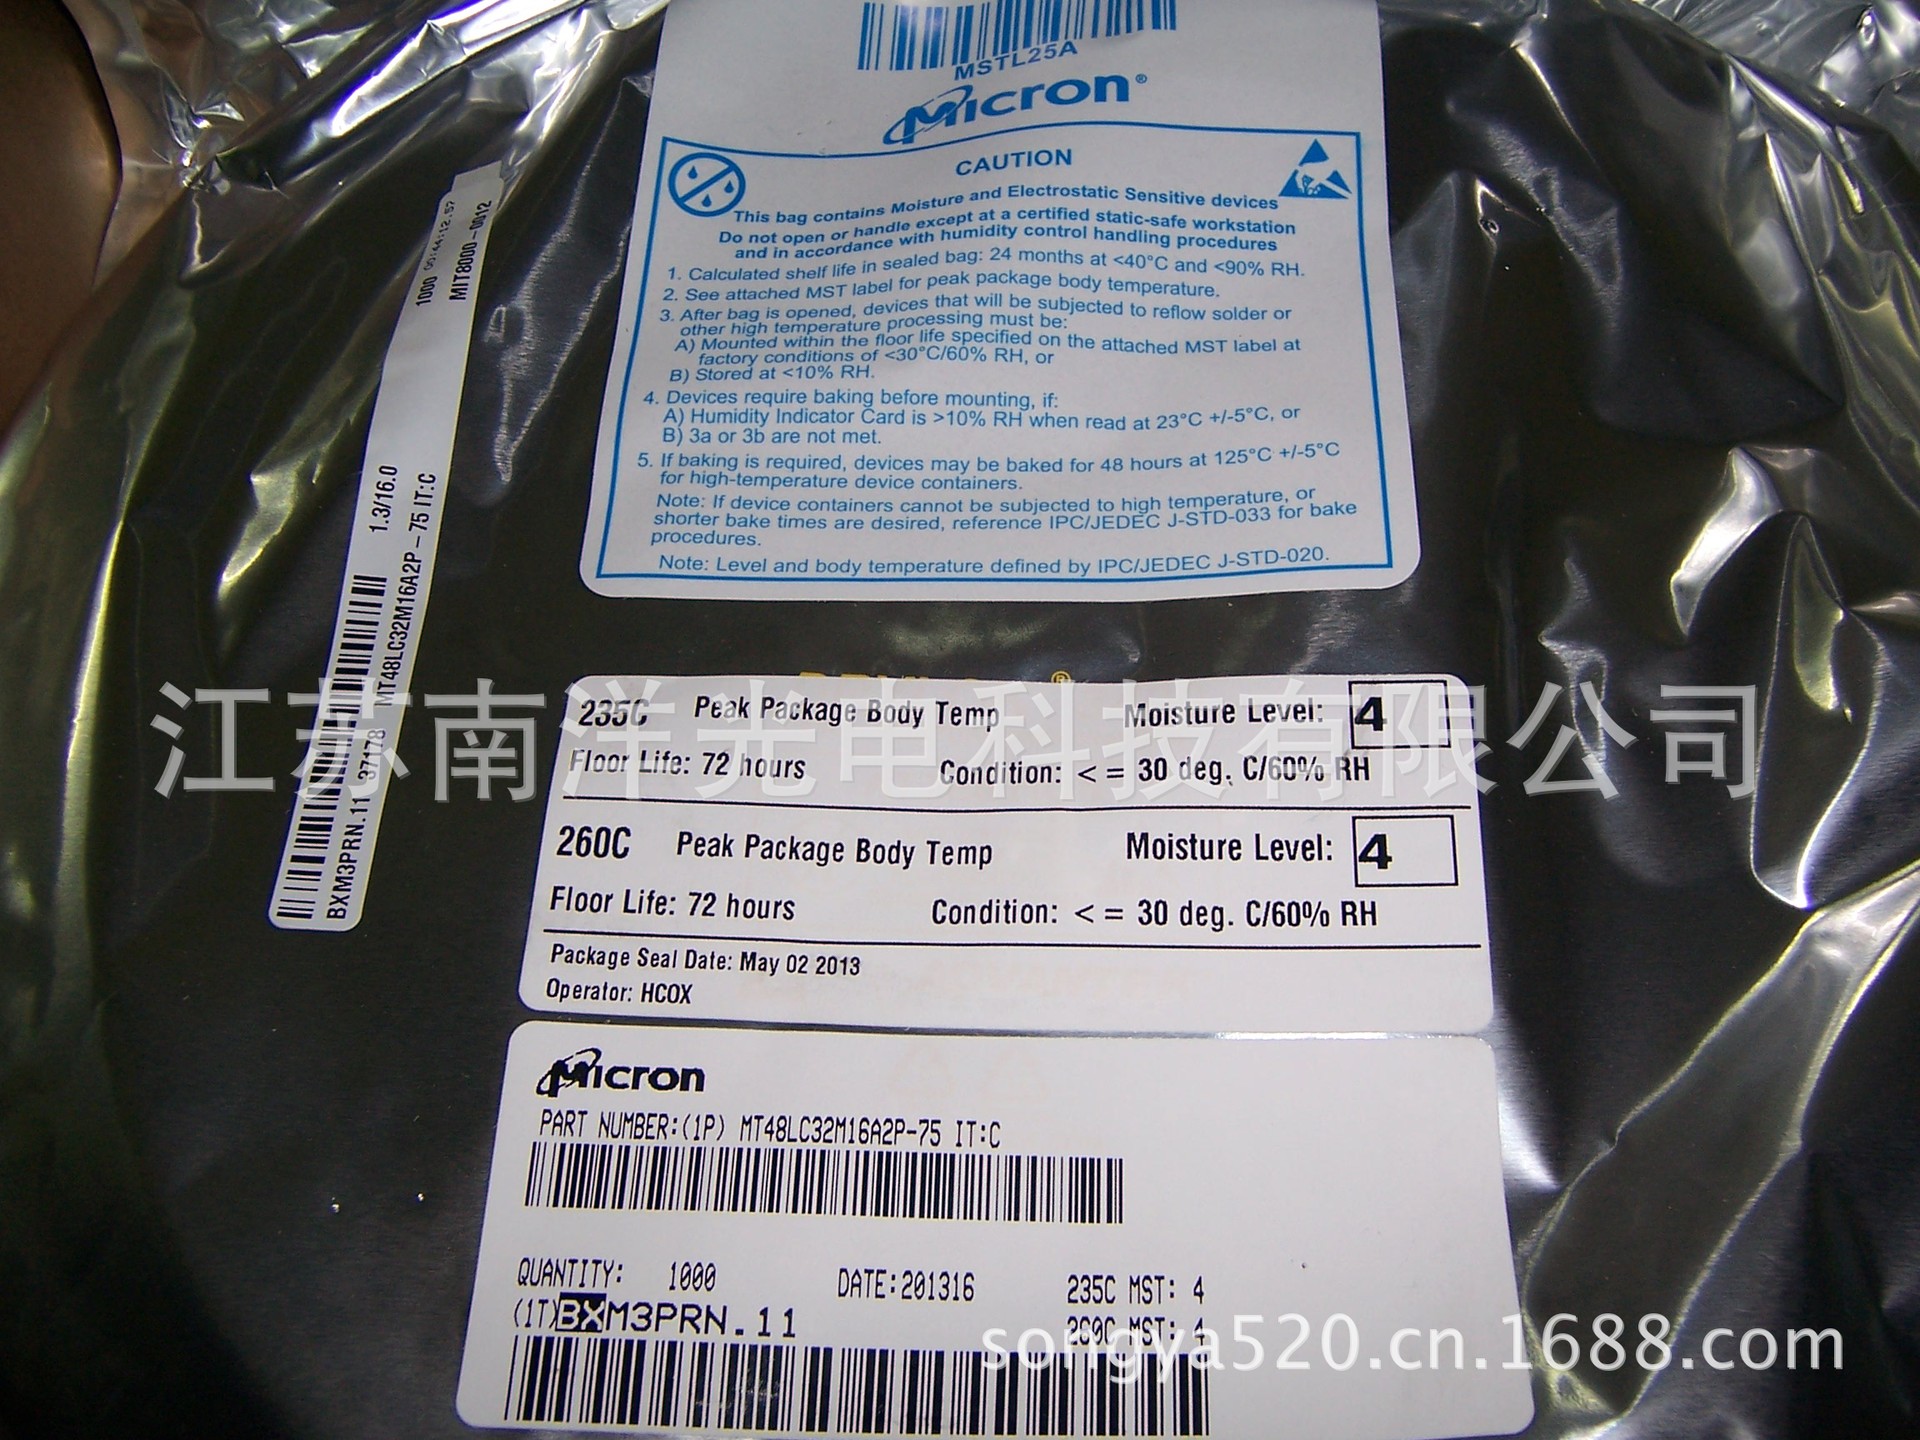 MSTL25A
Micron®
CAUTION
This bag contains Moisture and Electrostatic Sensitive devices
Do not open or handle except at a certified static-safe workstation
and in accordance with humidity control handling procedures
1. Calculated shelf life in sealed bag: 24 months at <40°C and <90% RH.
2. See attached MST label for peak package body temperature.
3. After bag is opened, devices that will be subjected to reflow solder or
other high temperature processing must be:
A) Mounted within the floor life specified on the attached MST label at
factory conditions of <30°C/60% RH, or
B) Stored at <10% RH.
4. Devices require baking before mounting, if:
A) Humidity Indicator Card is >10% RH when read at 23°C +/-5°C, or
B) 3a or 3b are not met.
5. If baking is required, devices may be baked for 48 hours at 125°C +/-5°C
for high-temperature device containers.
Note: If device containers cannot be subjected to high temperature, or
shorter bake times are desired, reference IPC/JEDEC J-STD-033 for bake
procedures.
Note: Level and body temperature defined by IPC/JEDEC J-STD-020.
1.3/16.0 1000 00:44:12.57
BXM3PRN.11 37178 MT48LC32M16A2P-75 IT:C MIT8000-0012
江苏南洋光电科技有限公司
235C Peak Package Body Temp Moisture Level: 4
Floor Life: 72 hours Condition: < = 30 deg. C/60% RH
260C Peak Package Body Temp Moisture Level: 4
Floor Life: 72 hours Condition: < = 30 deg. C/60% RH
Package Seal Date: May 02 2013
Operator: HCOX
Micron
PART NUMBER:(1P) MT48LC32M16A2P-75 IT:C
QUANTITY: 1000 DATE:201316 235C MST: 4
(1T)BXM3PRN.11 260C MST: 4
songya520.cn.1688.com